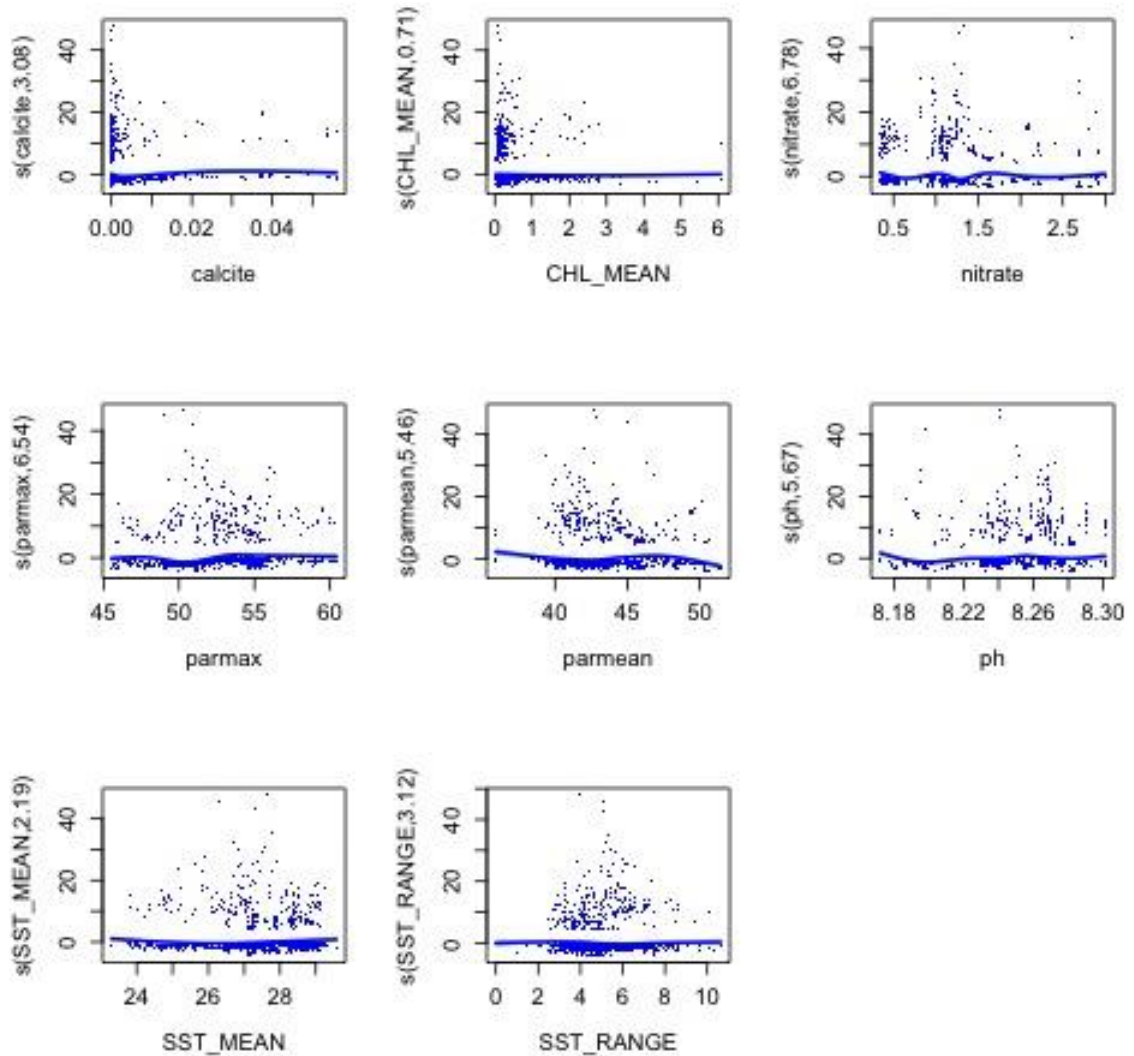 s(calcite,3.08)
0 20 40
0.00 0.02 0.04
calcite
s(CHL_MEAN,0.71)
0 20 40
0 1 2 3 4 5 6
CHL_MEAN
s(nitrate,6.78)
0 20 40
0.5 1.5 2.5
nitrate
s(parmax,6.54)
0 20 40
45 50 55 60
parmax
s(parmean,5.46)
0 20 40
40 45 50
parmean
s(ph,5.67)
0 20 40
8.18 8.22 8.26 8.30
ph
s(SST_MEAN,2.19)
0 20 40
24 26 28
SST_MEAN
s(SST_RANGE,3.12)
0 20 40
0 2 4 6 8 10
SST_RANGE